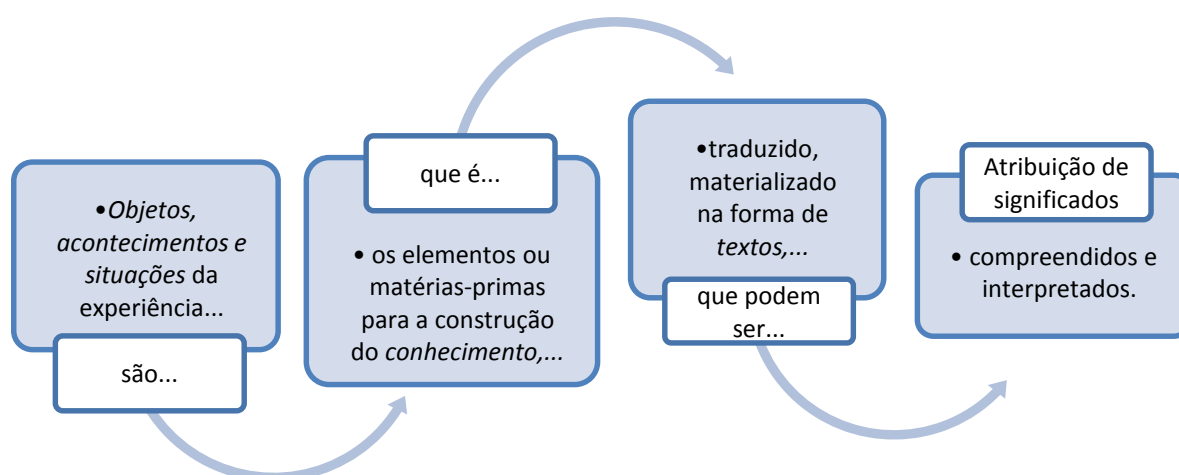 •Objetos,
acontecimentos e
situações da
experiência...
são...
que é...
• os elementos ou
matérias-primas
para a construção
do conhecimento,...
•traduzido,
materializado
na forma de
textos,...
que podem
ser...
Atribuição de
significados
• compreendidos e
interpretados.